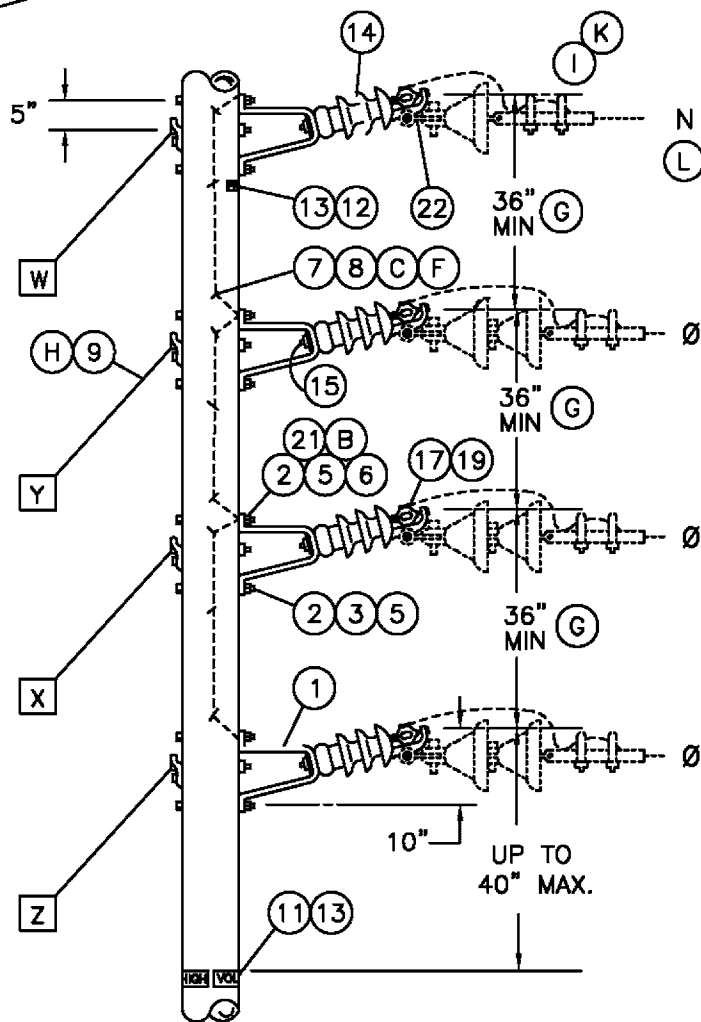 14
K
I
5"
N
L
13 12
22
36" G
MIN
W
7 8 C F
H 9
Ø
15
36" G
MIN
21 B
17 19
Y
2 5 6
Ø
2 3 5
36" G
MIN
X
1
Ø
10"
UP TO
40" MAX.
Z
11 13
HIGH VOL